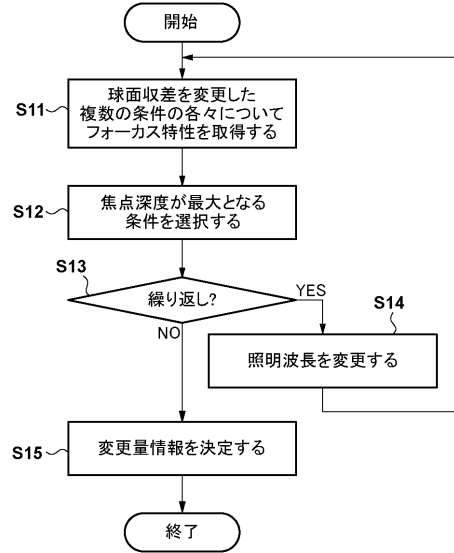 開始
S11
球面収差を変更した
複数の条件の各々について
フォーカス特性を取得する
S12
焦点深度が最大となる
条件を選択する
S13
繰り返し?
YES
NO
S14
照明波長を変更する
S15
変更量情報を決定する
終了